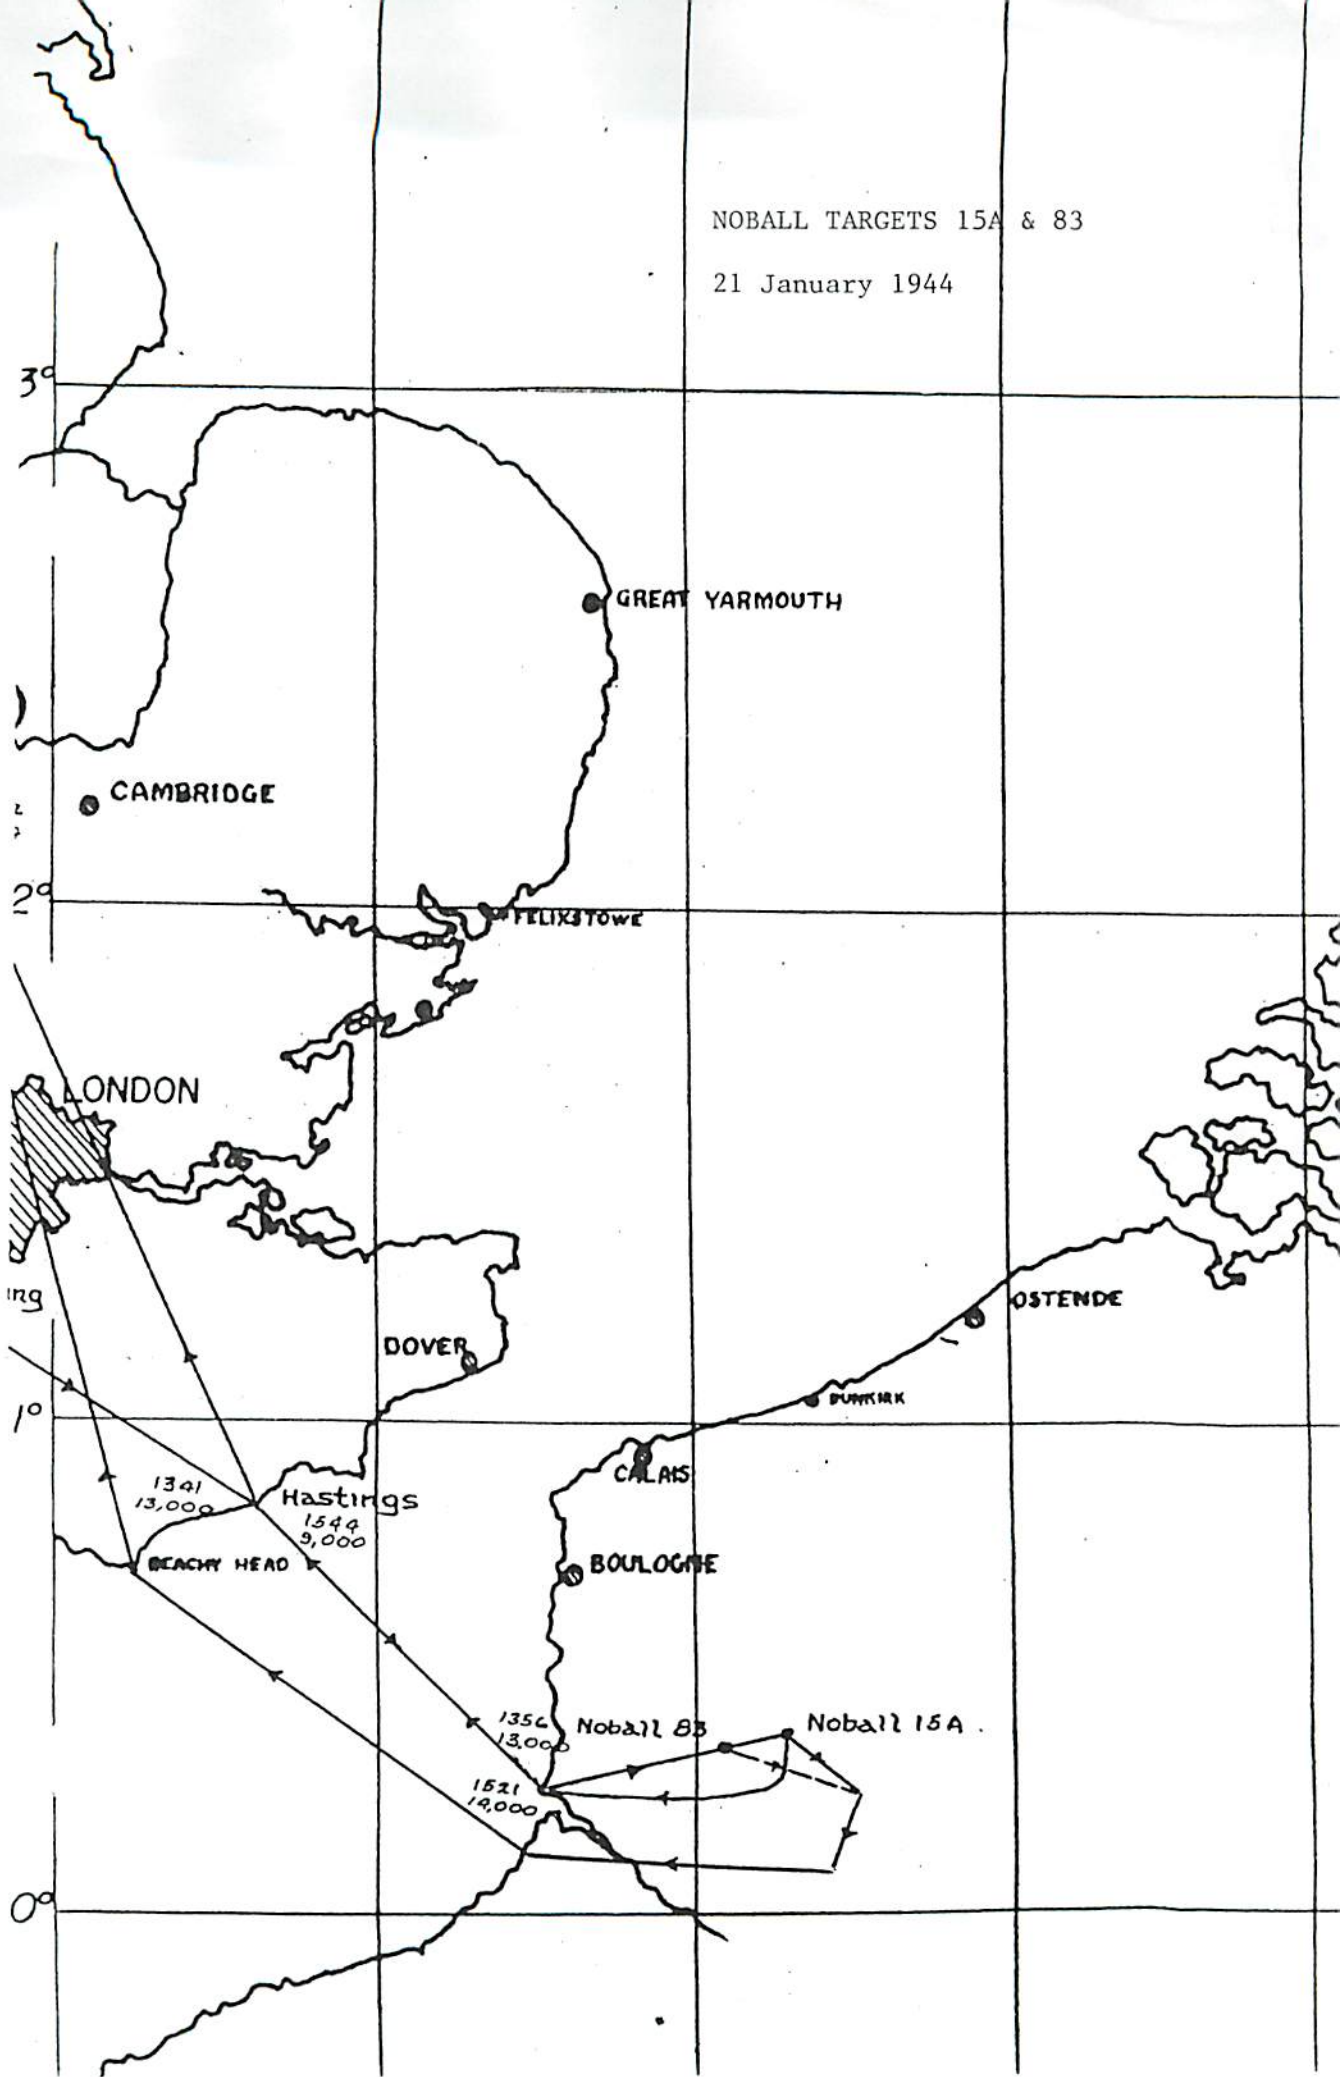 NOBALL TARGETS 15A & 83
21 January 1944
3°
GREAT YARMOUTH
CAMBRIDGE
2°
FELIXSTOWE
LONDON
ing
OSTENDE
DOVER
DUNKIRK
1°
CALAIS
1341
13,000
Hastings
1544
9,000
BEACHY HEAD
BOULOGNE
1356
13,000
Noball 83
Noball 15A.
1521
14,000
0°